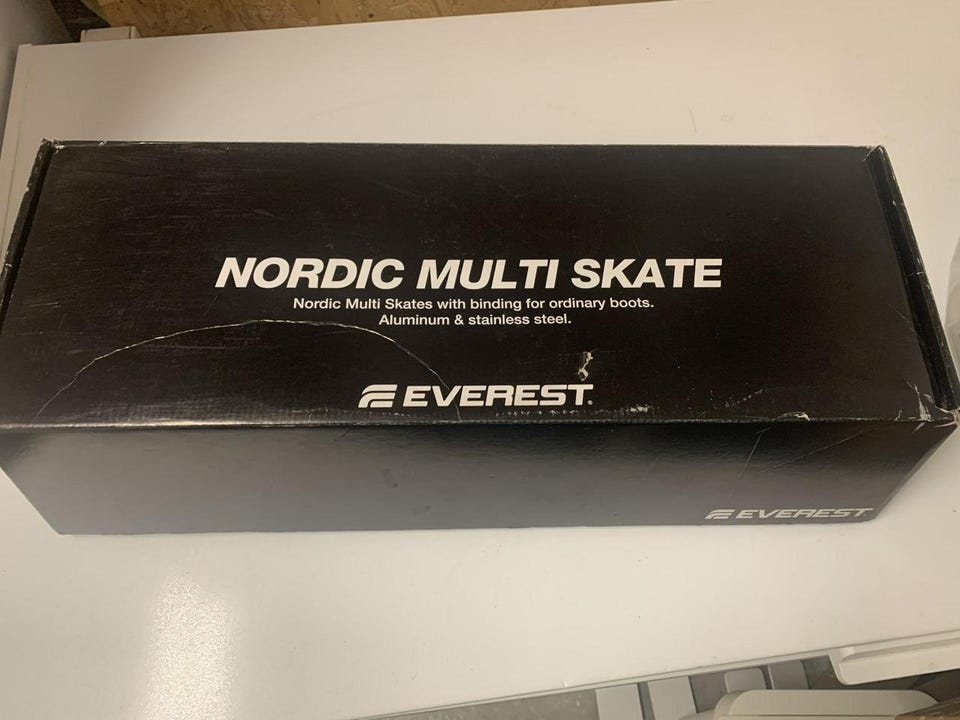 NORDIC MULTI SKATE
Nordic Multi Skates with binding for ordinary boots.
Aluminum & stainless steel.
EVEREST®
EVEREST®